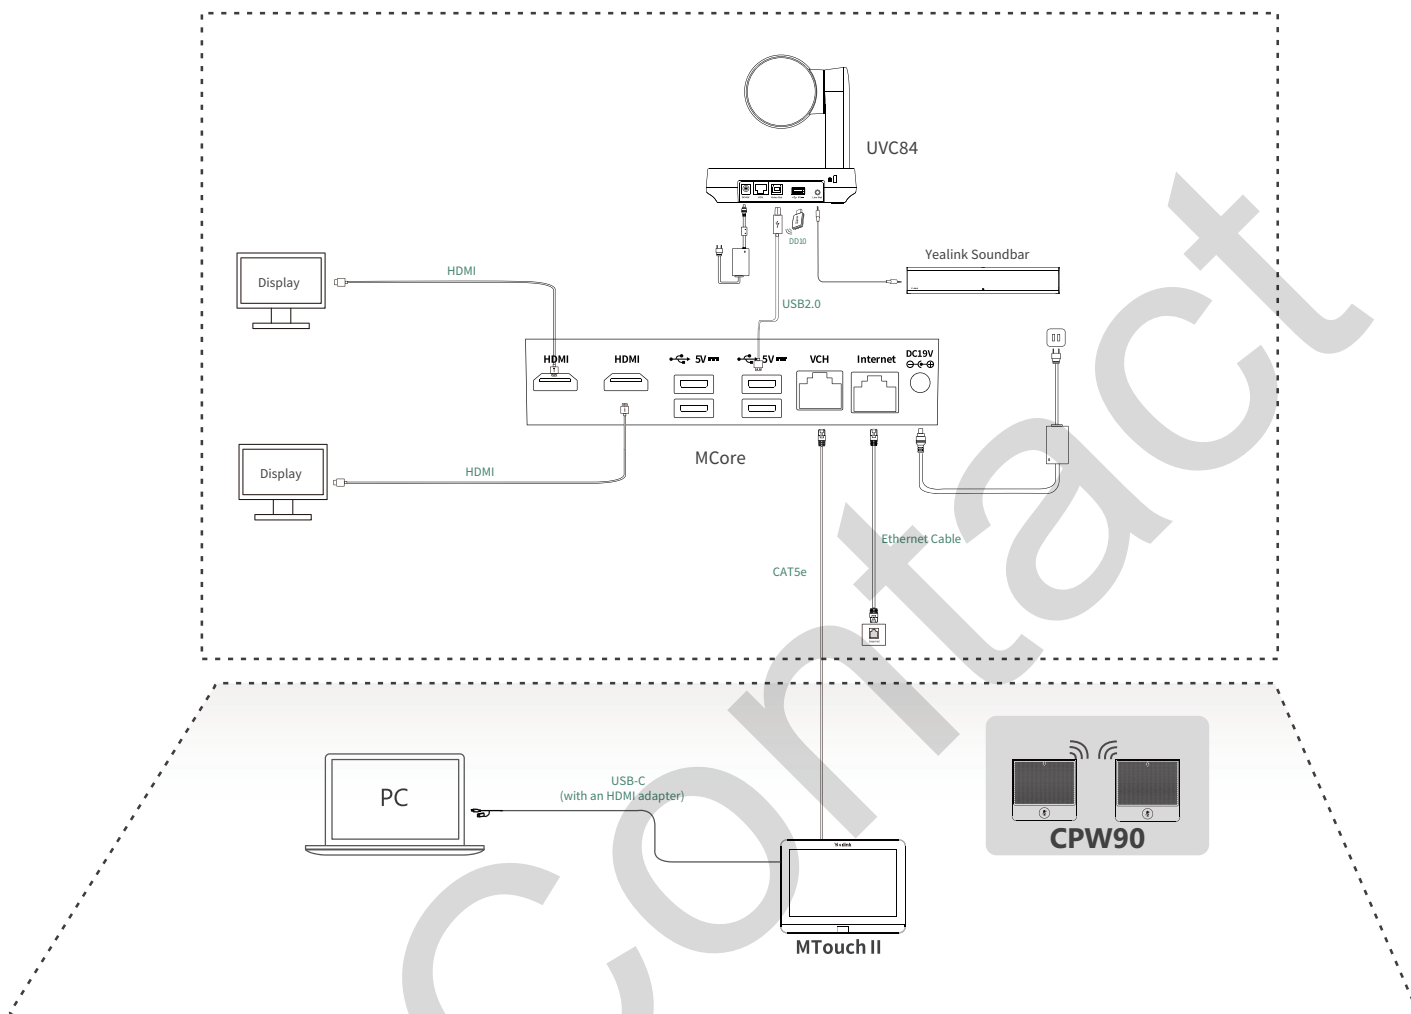 UVC84
DD10
Yealink Soundbar
HDMI
Display
USB2.0
HDMI
HDMI
5V
5V
VCH
Internet
DC19V
MCore
HDMI
Display
Ethernet Cable
CAT5e
USB-C
(with an HDMI adapter)
PC
Yealink
CPW90
MTouch II
Contact